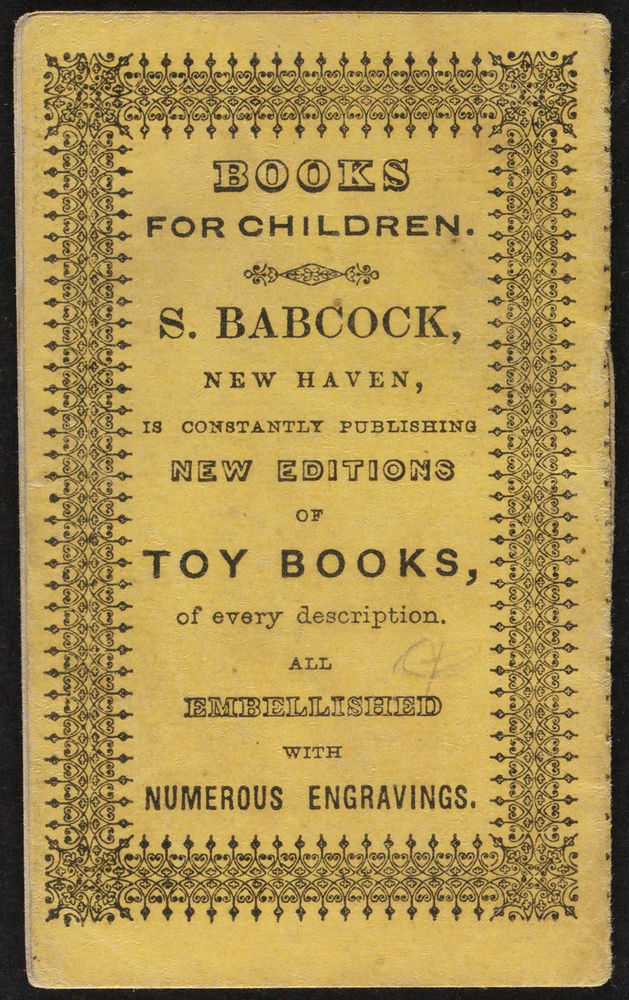 BOOKS
FOR CHILDREN.
S. BABCOCK,
NEW HAVEN,
IS CONSTANTLY PUBLISHING
NEW EDITIONS
OF
TOY BOOKS,
of every description.
ALL
EMBELLISHED
WITH
NUMEROUS ENGRAVINGS.